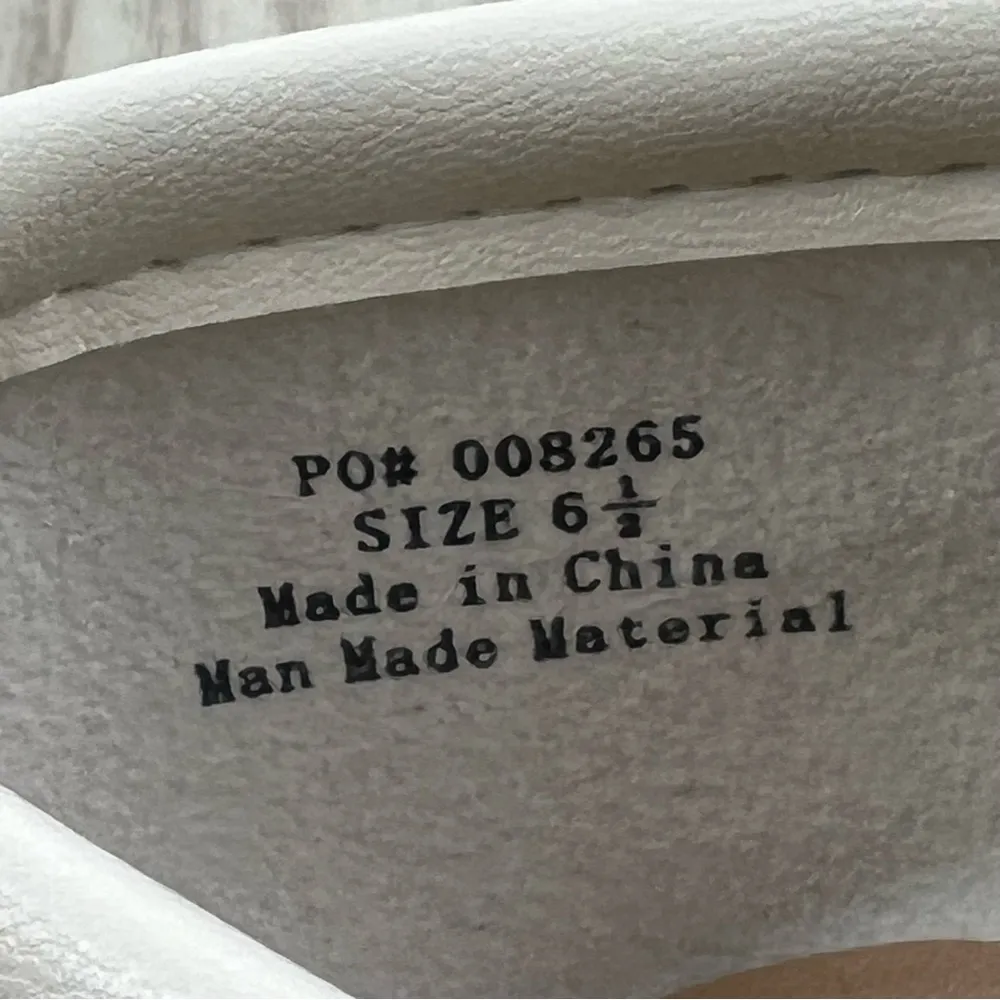 PO# 008265
SIZE 6 1/2
Made in China
Man Made Material